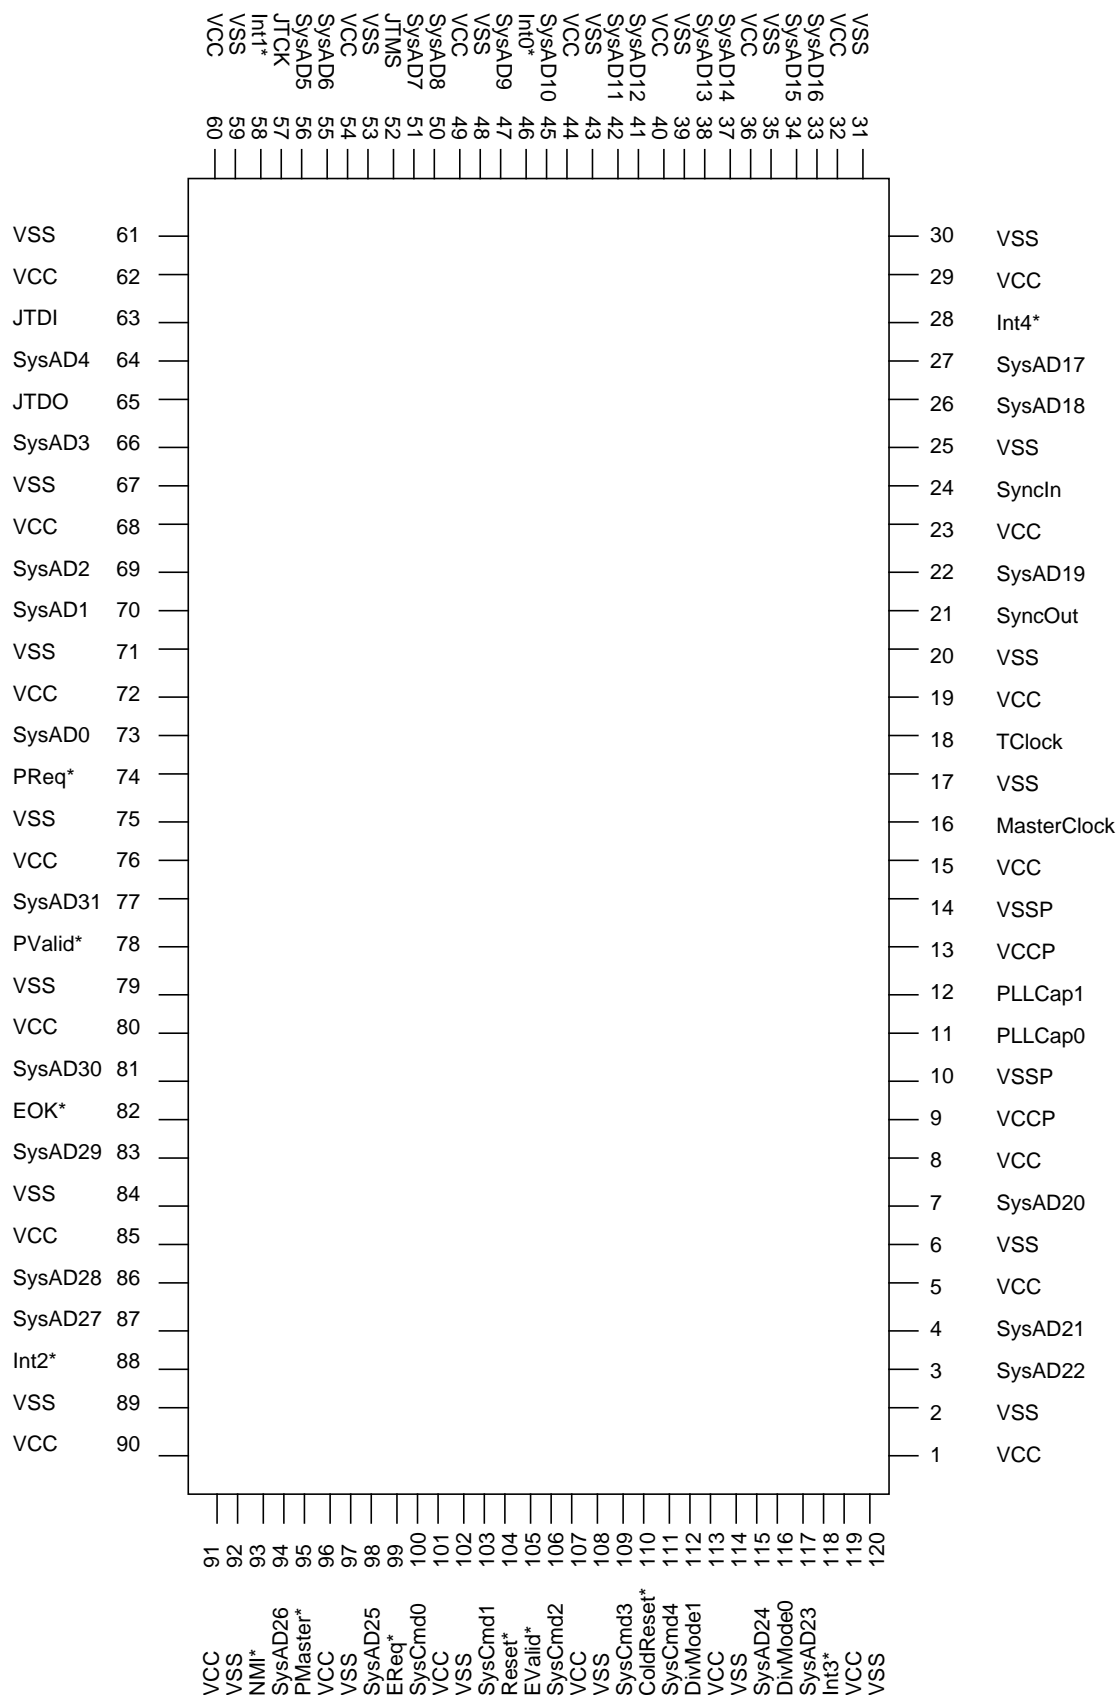 VCC
VSS
Int1*
JTCK
SysAD5
SysAD6
VCC
VSS
JTMS
SysAD7
SysAD8
VCC
VSS
SysAD9
Int0*
SysAD10
VCC
VSS
SysAD11
SysAD12
VCC
VSS
SysAD13
SysAD14
VCC
VSS
SysAD15
SysAD16
VCC
VSS
60
59
58
57
56
55
54
53
52
51
50
49
48
47
46
45
44
43
42
41
40
39
38
37
36
35
34
33
32
31
VSS 61
VCC 62
JTDI 63
SysAD4 64
JTDO 65
SysAD3 66
VSS 67
VCC 68
SysAD2 69
SysAD1 70
VSS 71
VCC 72
SysAD0 73
PReq* 74
VSS 75
VCC 76
SysAD31 77
PValid* 78
VSS 79
VCC 80
SysAD30 81
EOK* 82
SysAD29 83
VSS 84
VCC 85
SysAD28 86
SysAD27 87
Int2* 88
VSS 89
VCC 90
30 VSS
29 VCC
28 Int4*
27 SysAD17
26 SysAD18
25 VSS
24 SyncIn
23 VCC
22 SysAD19
21 SyncOut
20 VSS
19 VCC
18 TClock
17 VSS
16 MasterClock
15 VCC
14 VSSP
13 VCCP
12 PLLCap1
11 PLLCap0
10 VSSP
9 VCCP
8 VCC
7 SysAD20
6 VSS
5 VCC
4 SysAD21
3 SysAD22
2 VSS
1 VCC
91
92
93
94
95
96
97
98
99
100
101
102
103
104
105
106
107
108
109
110
111
112
113
114
115
116
117
118
119
120
VCC
VSS
NMI*
SysAD26
PMaster*
VCC
VSS
SysAD25
EReq*
SysCmd0
VCC
VSS
SysCmd1
Reset*
EValid*
SysCmd2
VCC
VSS
SysCmd3
ColdReset*
SysCmd4
DivMode1
VCC
VSS
SysAD24
DivMode0
SysAD23
Int3*
VCC
VSS